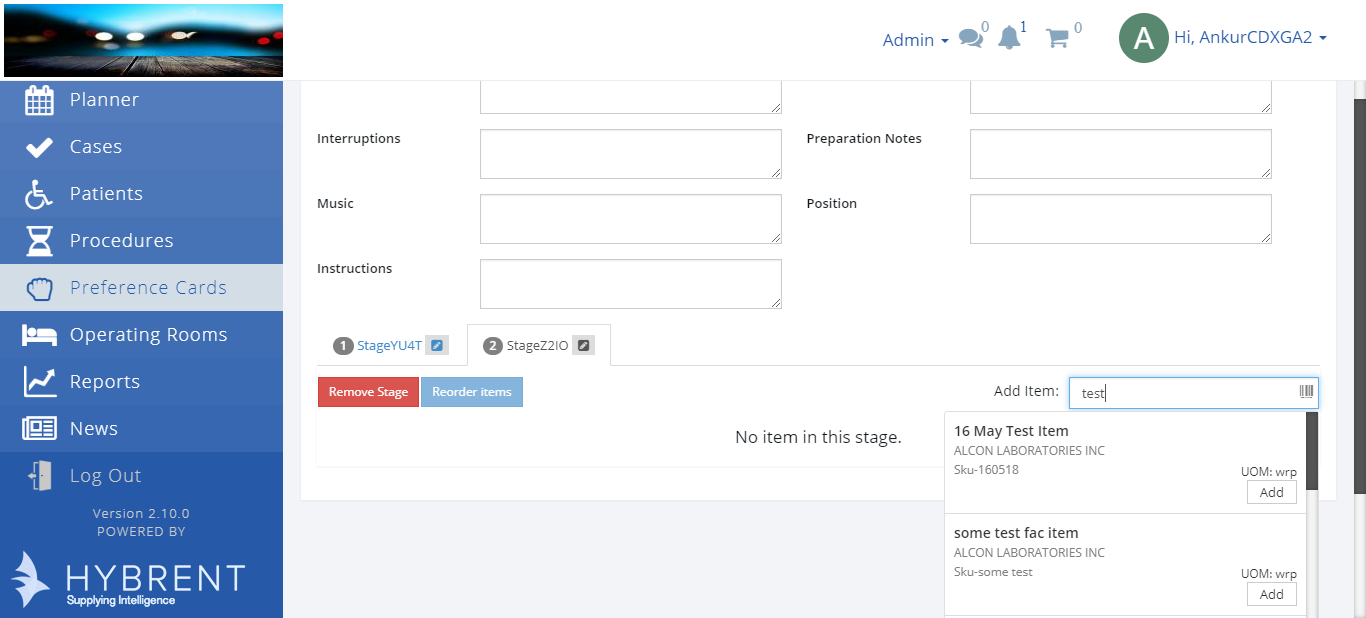 Admin
0
1
0
A
Hi, AnkurCDXGA2
Planner
Cases
Patients
Procedures
Preference Cards
Operating Rooms
Reports
News
Log Out
Version 2.10.0
POWERED BY
HYBRENT
Supplying Intelligence
Interruptions
Preparation Notes
Music
Position
Instructions
1 StageYU4T
2 StageZ2IO
Remove Stage
Reorder items
Add Item: test
No item in this stage.
16 May Test Item
ALCON LABORATORIES INC
Sku-160518
UOM: wrp
Add
some test fac item
ALCON LABORATORIES INC
Sku-some test
UOM: wrp
Add